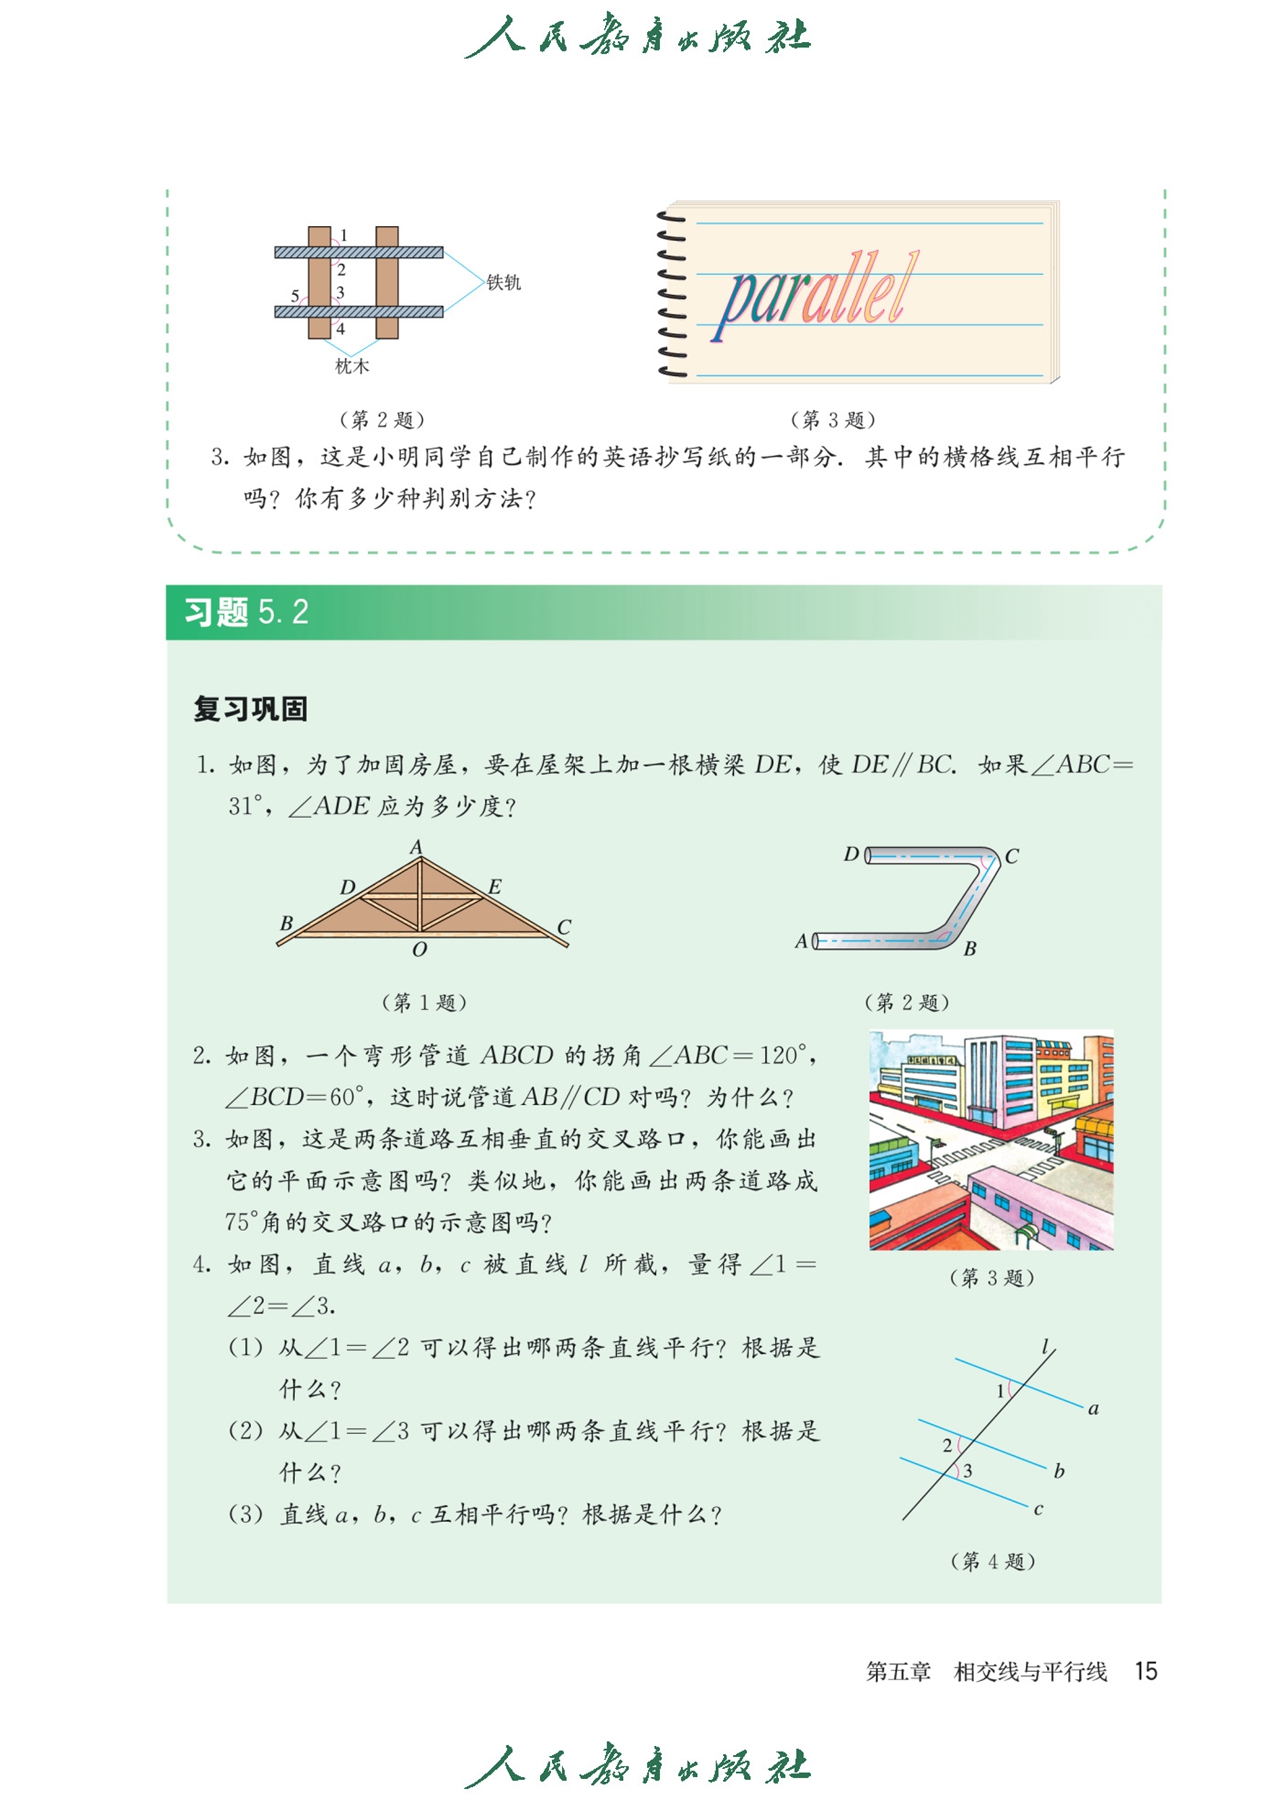 人民教育出版社
1
2
5 3
4
铁轨
枕木
parallel
（第 2 题）
（第 3 题）
3. 如图，这是小明同学自己制作的英语抄写纸的一部分．其中的横格线互相平行
吗？你有多少种判别方法？
习题 5. 2
复习巩固
1. 如图，为了加固房屋，要在屋架上加一根横梁 DE，使 DE∥BC．如果∠ABC=
31°，∠ADE 应为多少度？
A
D E
B C
O
（第 1 题）
D C
A B
（第 2 题）
2. 如图，一个弯形管道 ABCD 的拐角∠ABC=120°，
∠BCD=60°，这时说管道AB∥CD 对吗？为什么？
3. 如图，这是两条道路互相垂直的交叉路口，你能画出
它的平面示意图吗？类似地，你能画出两条道路成
75°角的交叉路口的示意图吗？
（第 3 题）
4. 如图，直线 a，b，c 被直线 l 所截，量得∠1=
∠2=∠3.
（1）从∠1=∠2 可以得出哪两条直线平行？根据是
什么？
（2）从∠1=∠3 可以得出哪两条直线平行？根据是
什么？
（3）直线 a，b，c 互相平行吗？根据是什么？
l
1
a
2
3 b
c
（第 4 题）
第五章 相交线与平行线 15
人民教育出版社